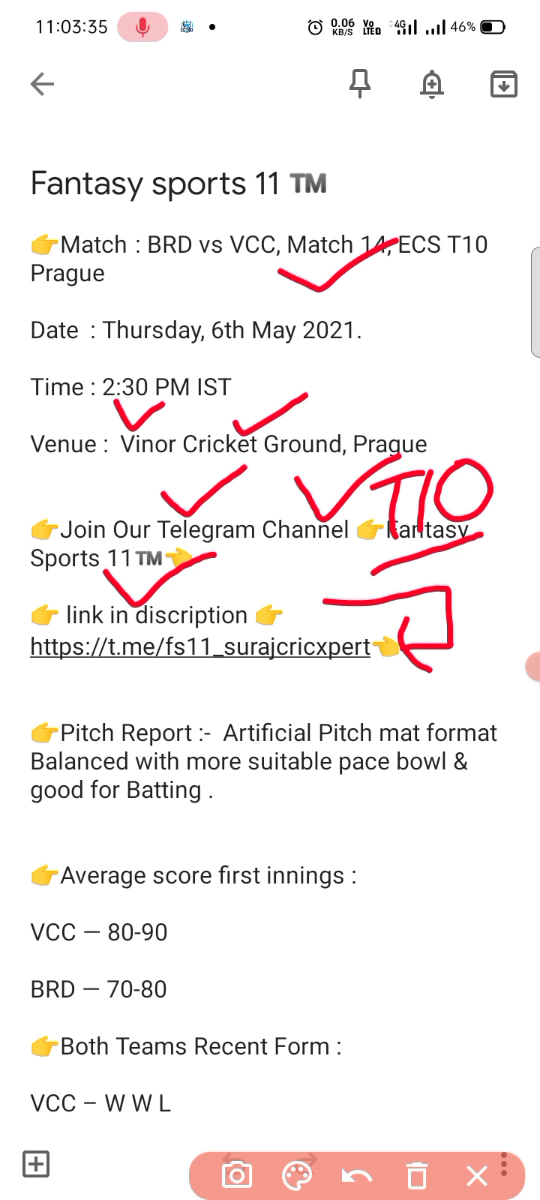 11:03:35 0.06 KB/S Vo LTED 4G 46%
Fantasy sports 11 ™️
👉Match : BRD vs VCC, Match 14, ECS T10
Prague
Date : Thursday, 6th May 2021.
Time : 2:30 PM IST
Venue : Vinor Cricket Ground, Prague
T10
👉Join Our Telegram Channel 👉Fantasy
Sports 11™️👈
👉 link in discription 👉
https://t.me/fs11_surajcricxpert👈
👉Pitch Report :- Artificial Pitch mat format
Balanced with more suitable pace bowl &
good for Batting .
👉Average score first innings :
VCC — 80-90
BRD — 70-80
👉Both Teams Recent Form :
VCC – W W L